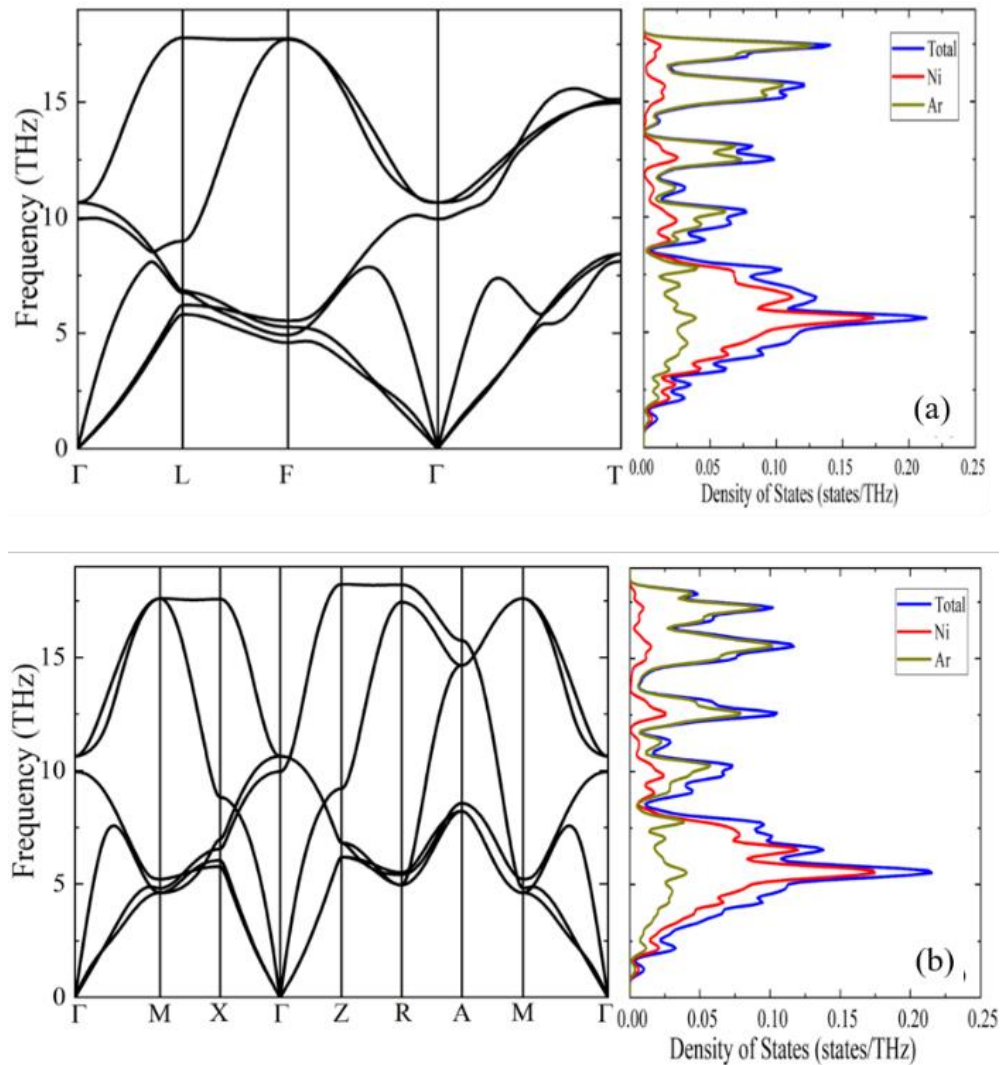 Frequency (THz)
15
10
5
0
Γ L F Γ T
Total
Ni
Ar
(a)
0.00 0.05 0.10 0.15 0.20 0.25
Density of States (states/THz)
Frequency (THz)
15
10
5
0
Γ M X Γ Z R A M Γ
Total
Ni
Ar
(b)
0.00 0.05 0.10 0.15 0.20 0.25
Density of States (states/THz)